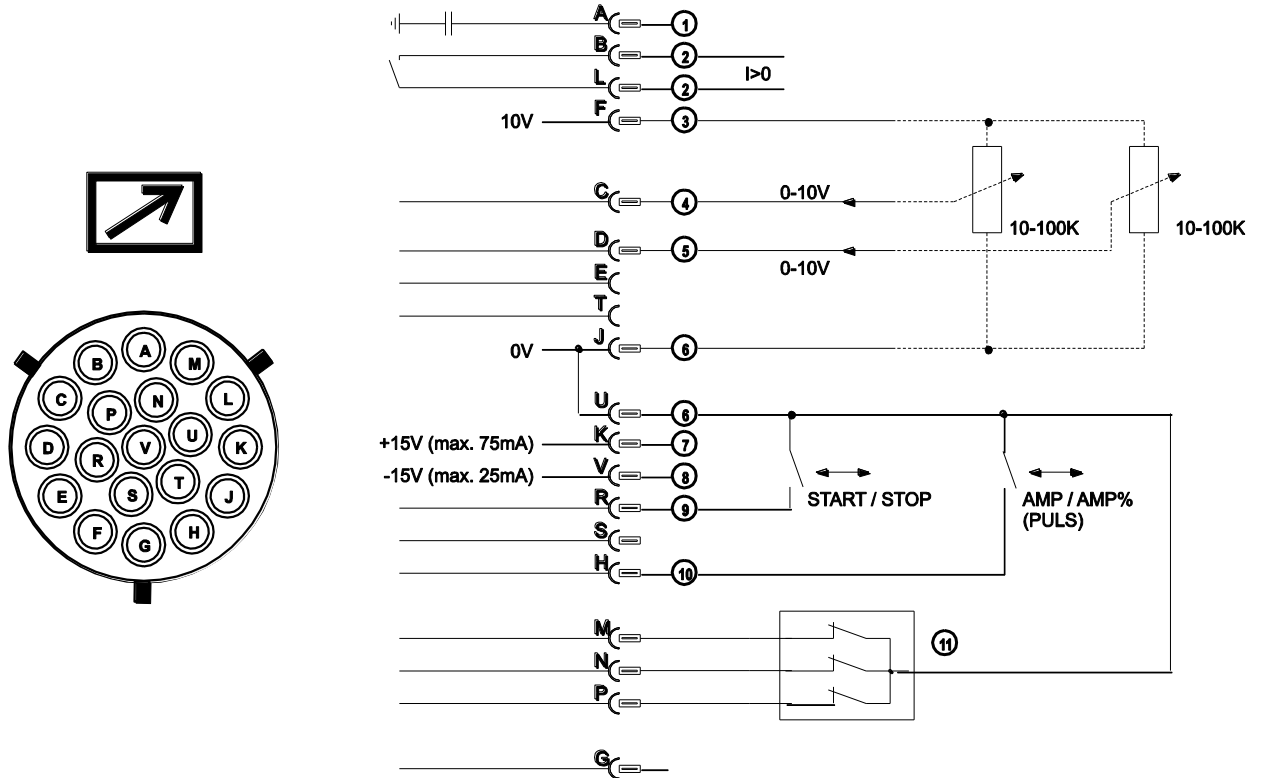 A 1
B 2
L 2
I>0
F
10V 3
C 4 0-10V
10-100K 10-100K
D 5
0-10V
E
T
J
0V 6
U 6
K
+15V (max. 75mA) 7
V
-15V (max. 25mA) 8
R 9
START / STOP AMP / AMP%
(PULS)
S
H 10
M 11
N
P
G
A
B M
C N L
P
U
D V K
R
T
S
E J
F H
G